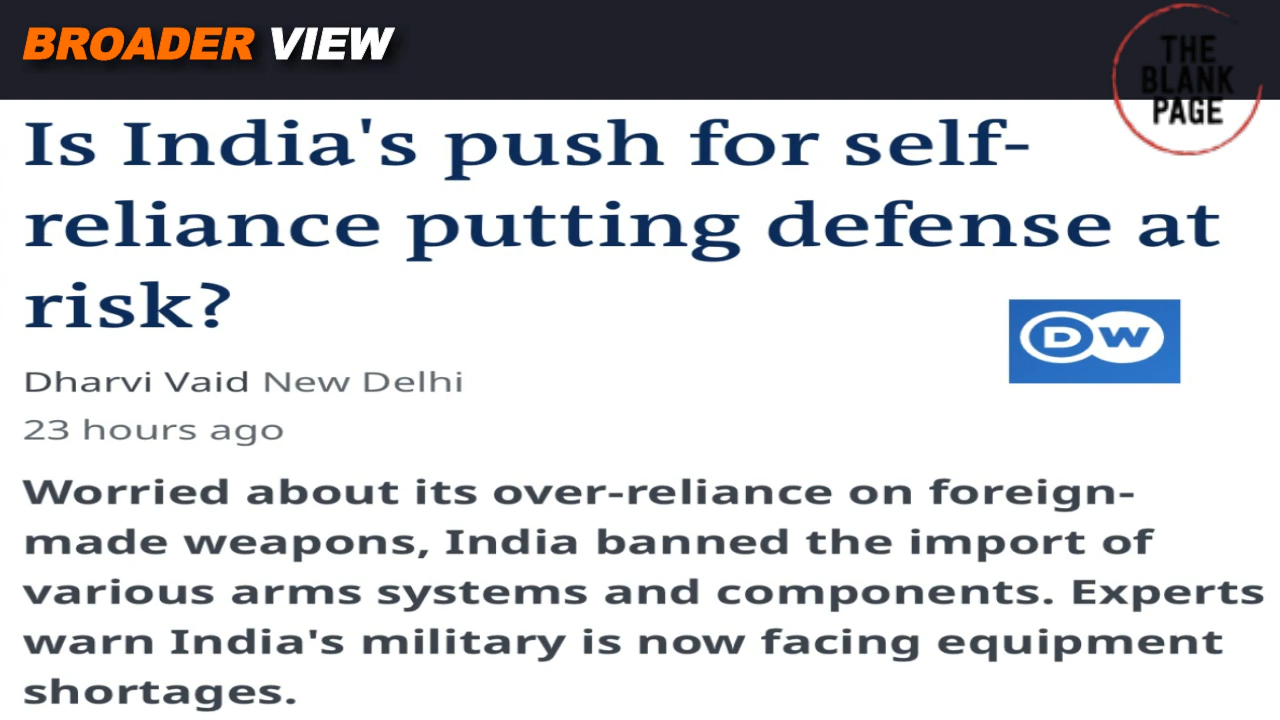 BROADER VIEW
THE
BLANK
PAGE
Is India's push for self-
reliance putting defense at
risk?
DW
Dharvi Vaid New Delhi
23 hours ago
Worried about its over-reliance on foreign-
made weapons, India banned the import of
various arms systems and components. Experts
warn India's military is now facing equipment
shortages.